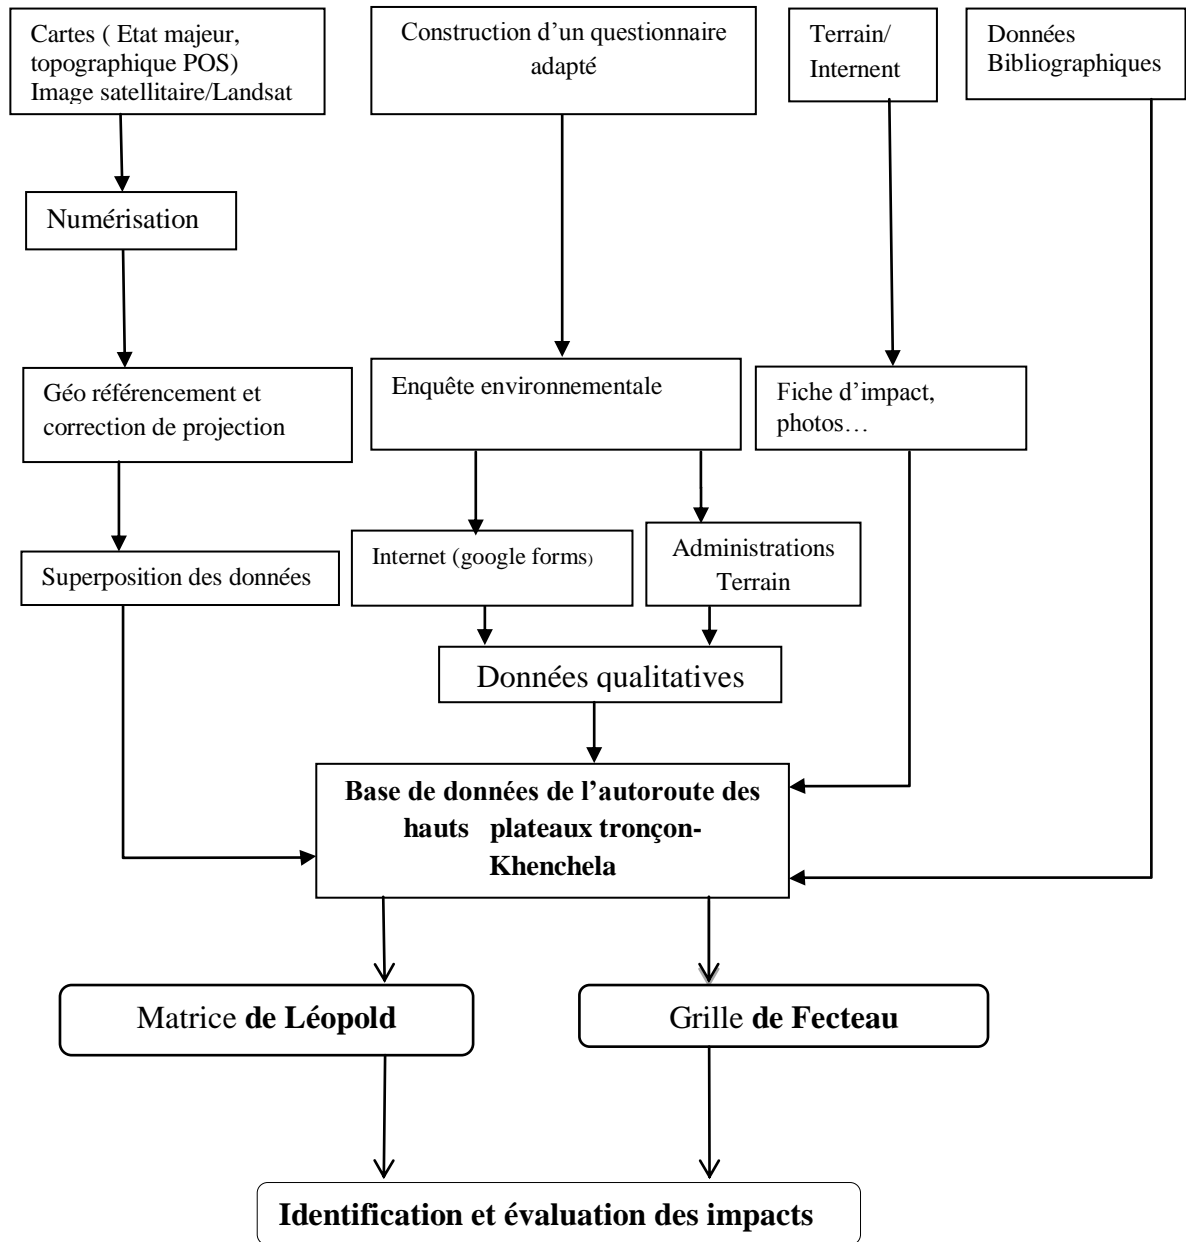 Cartes ( Etat majeur,
topographique POS)
Image satellitaire/Landsat
Construction d’un questionnaire
adapté
Terrain/
Internent
Données
Bibliographiques
Numérisation
Géo référencement et
correction de projection
Enquête environnementale
Fiche d’impact,
photos…
Superposition des données
Internet (google forms)
Administrations
Terrain
Données qualitatives
Base de données de l’autoroute des
hauts plateaux tronçon-
Khenchela
Matrice de Léopold
Grille de Fecteau
Identification et évaluation des impacts